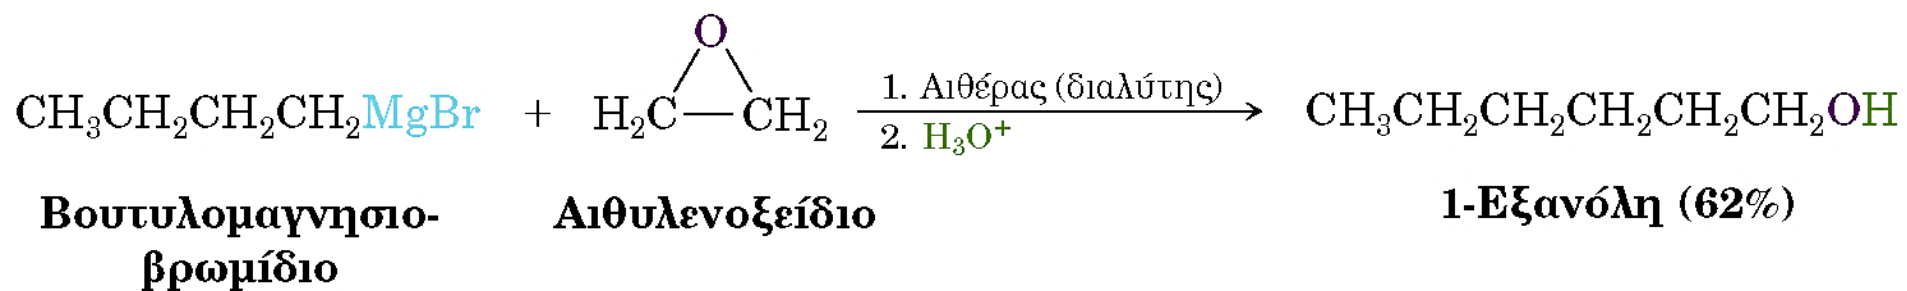 O
CH₃CH₂CH₂CH₂MgBr + H₂C—CH₂ 1. Αιθέρας (διαλύτης) CH₃CH₂CH₂CH₂CH₂CH₂OH
2. H₃O⁺
Βουτυλομαγνησιο-
βρωμίδιο
Αιθυλενοξείδιο
1-Εξανόλη (62%)